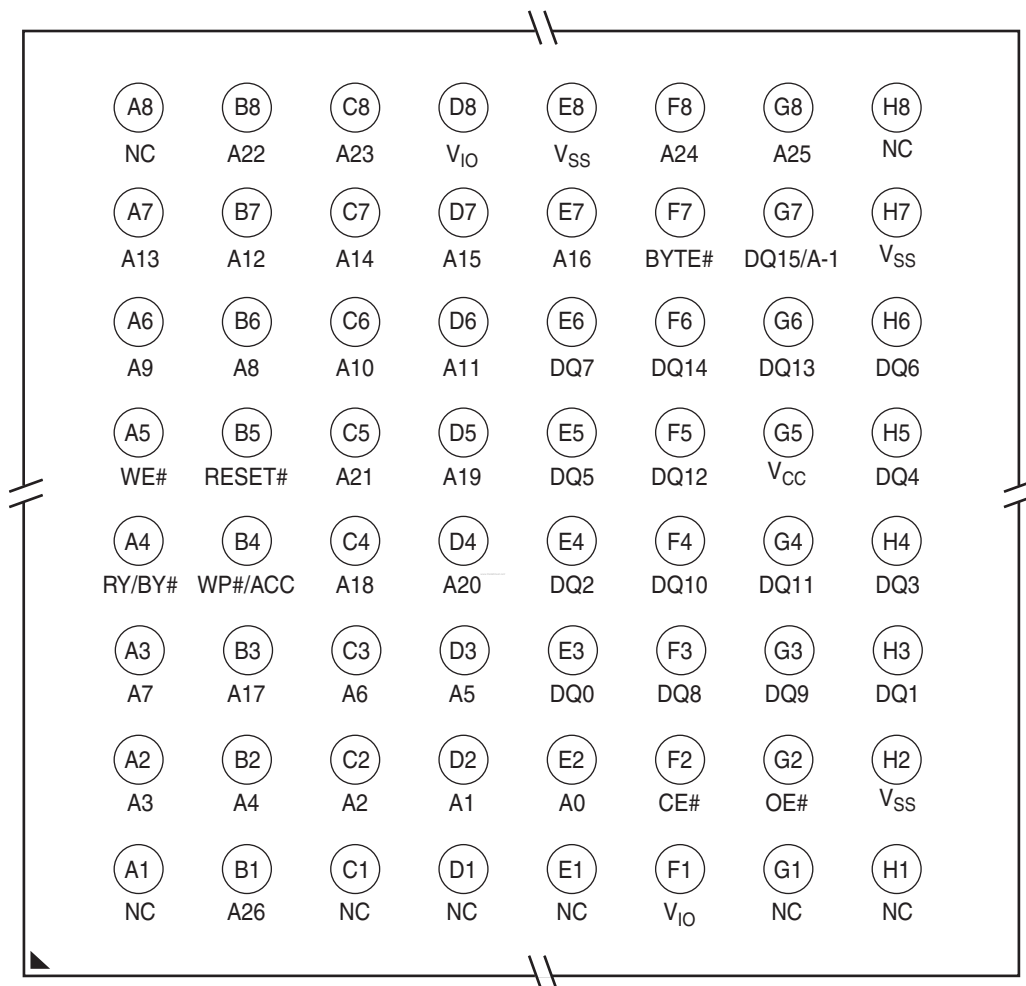 A8 B8 C8 D8 E8 F8 G8 H8
NC A22 A23 VIO VSS A24 A25 NC
A7 B7 C7 D7 E7 F7 G7 H7
A13 A12 A14 A15 A16 BYTE# DQ15/A-1 VSS
A6 B6 C6 D6 E6 F6 G6 H6
A9 A8 A10 A11 DQ7 DQ14 DQ13 DQ6
A5 B5 C5 D5 E5 F5 G5 H5
WE# RESET# A21 A19 DQ5 DQ12 VCC DQ4
A4 B4 C4 D4 E4 F4 G4 H4
RY/BY# WP#/ACC A18 A20 DQ2 DQ10 DQ11 DQ3
A3 B3 C3 D3 E3 F3 G3 H3
A7 A17 A6 A5 DQ0 DQ8 DQ9 DQ1
A2 B2 C2 D2 E2 F2 G2 H2
A3 A4 A2 A1 A0 CE# OE# VSS
A1 B1 C1 D1 E1 F1 G1 H1
NC A26 NC NC NC VIO NC NC